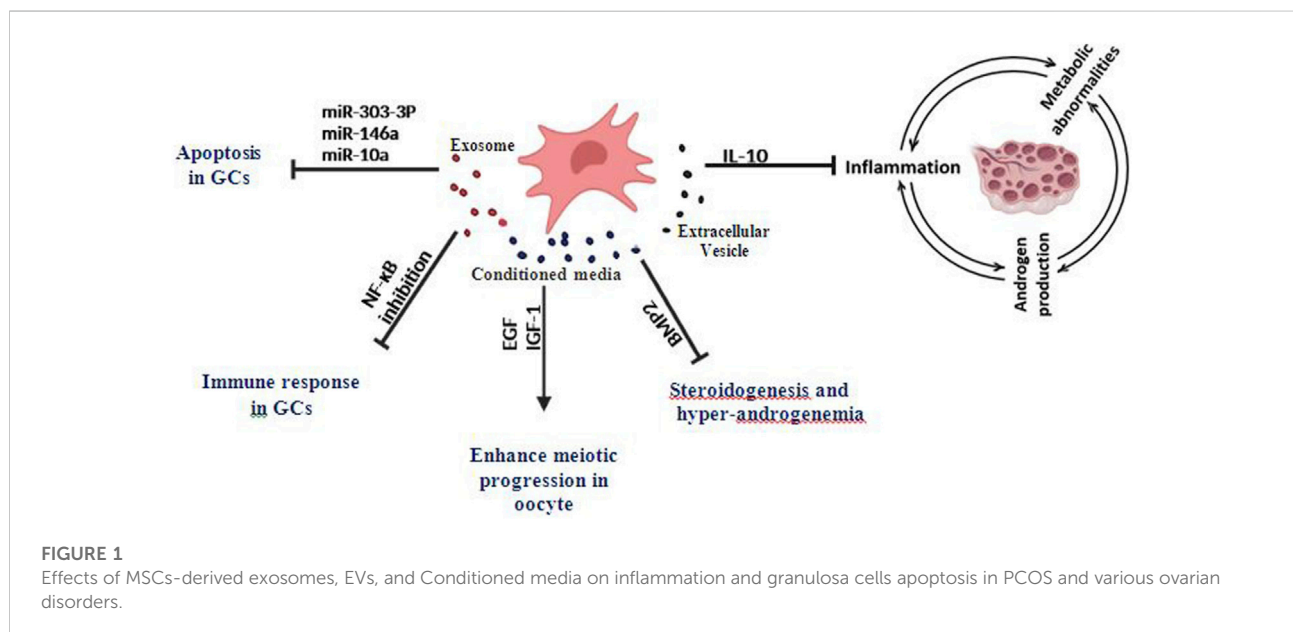 miR-303-3P
miR-146a
miR-10a
Apoptosis
in GCs
Exosome
NF-κB
inhibition
Immune response
in GCs
Conditioned media
EGF
IGF-1
Enhance meiotic
progression in
oocyte
BMP2
Steroidogenesis and
hyper-androgenemia
Extracellular
Vesicle
IL-10
Inflammation
Metabolic
abnormalities
Androgen
production
FIGURE 1
Effects of MSCs-derived exosomes, EVs, and Conditioned media on inflammation and granulosa cells apoptosis in PCOS and various ovarian
disorders.